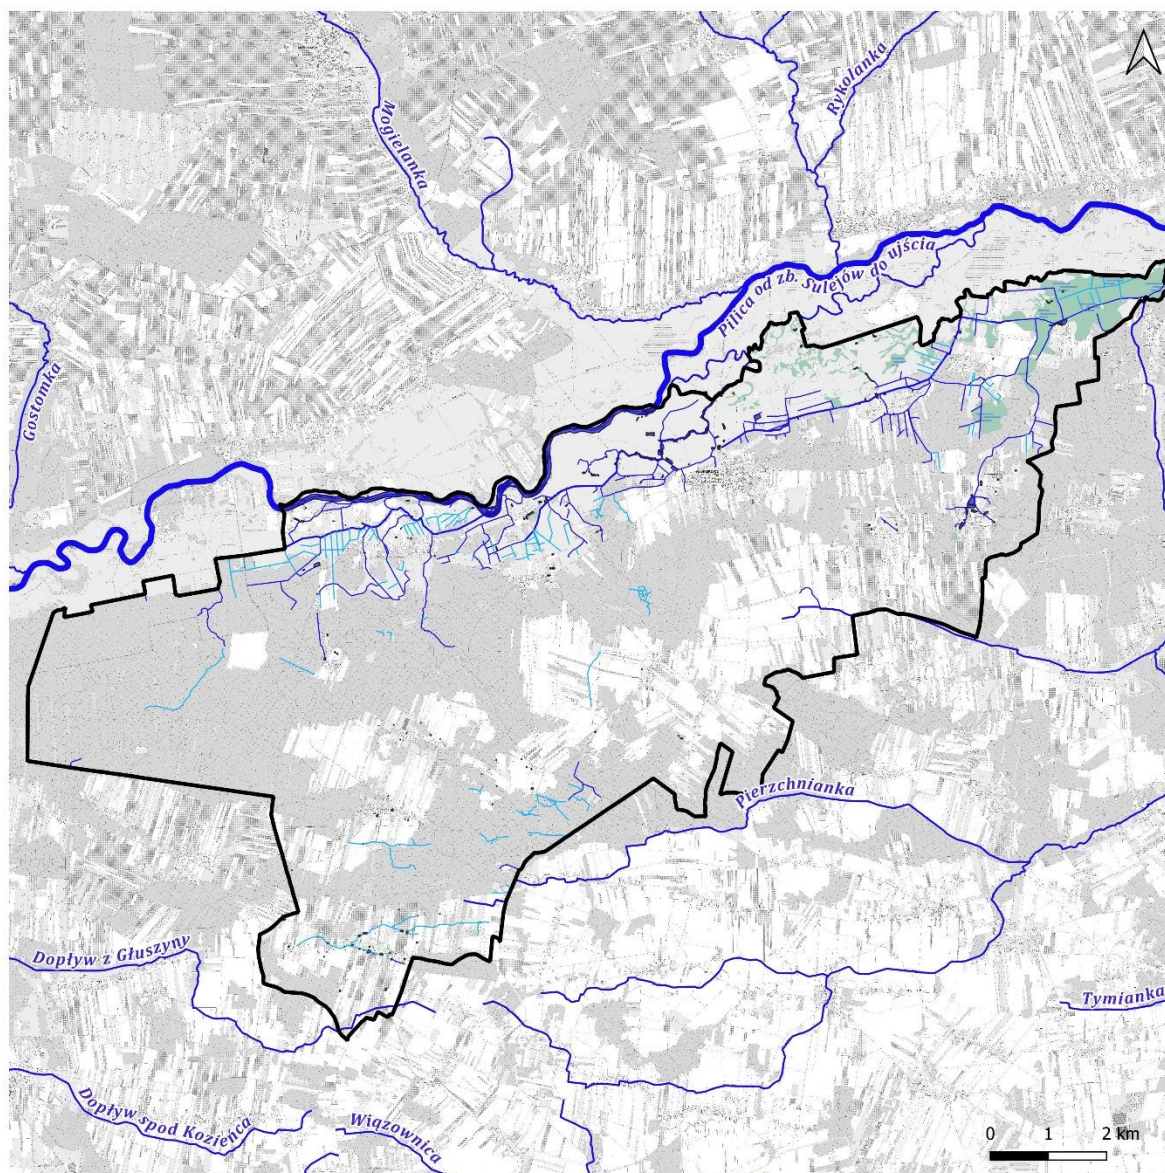 Mogielanka
Rykolanka
Pilica od zb. Sulejów do ujścia
Gostomka
Pierzchnianka
Dopływ z Głuszyny
Tymianka
Dopływ spod Kozieńca
Wiązownica
0 1 2 km